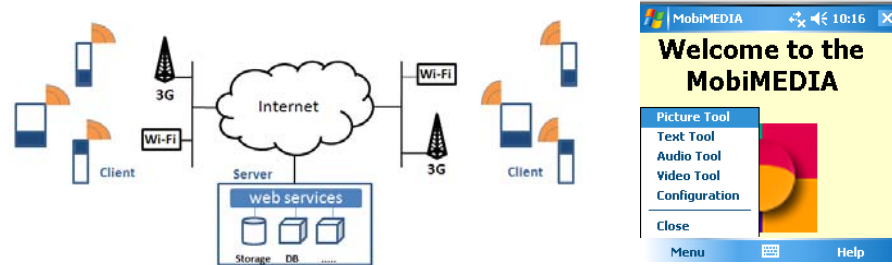 3G
Wi-Fi
Client
Internet
Wi-Fi
3G
Client
Server
web services
Storage DB .....
MobiMEDIA 10:16
Welcome to the
MobiMEDIA
Picture Tool
Text Tool
Audio Tool
Video Tool
Configuration
Close
Menu Help